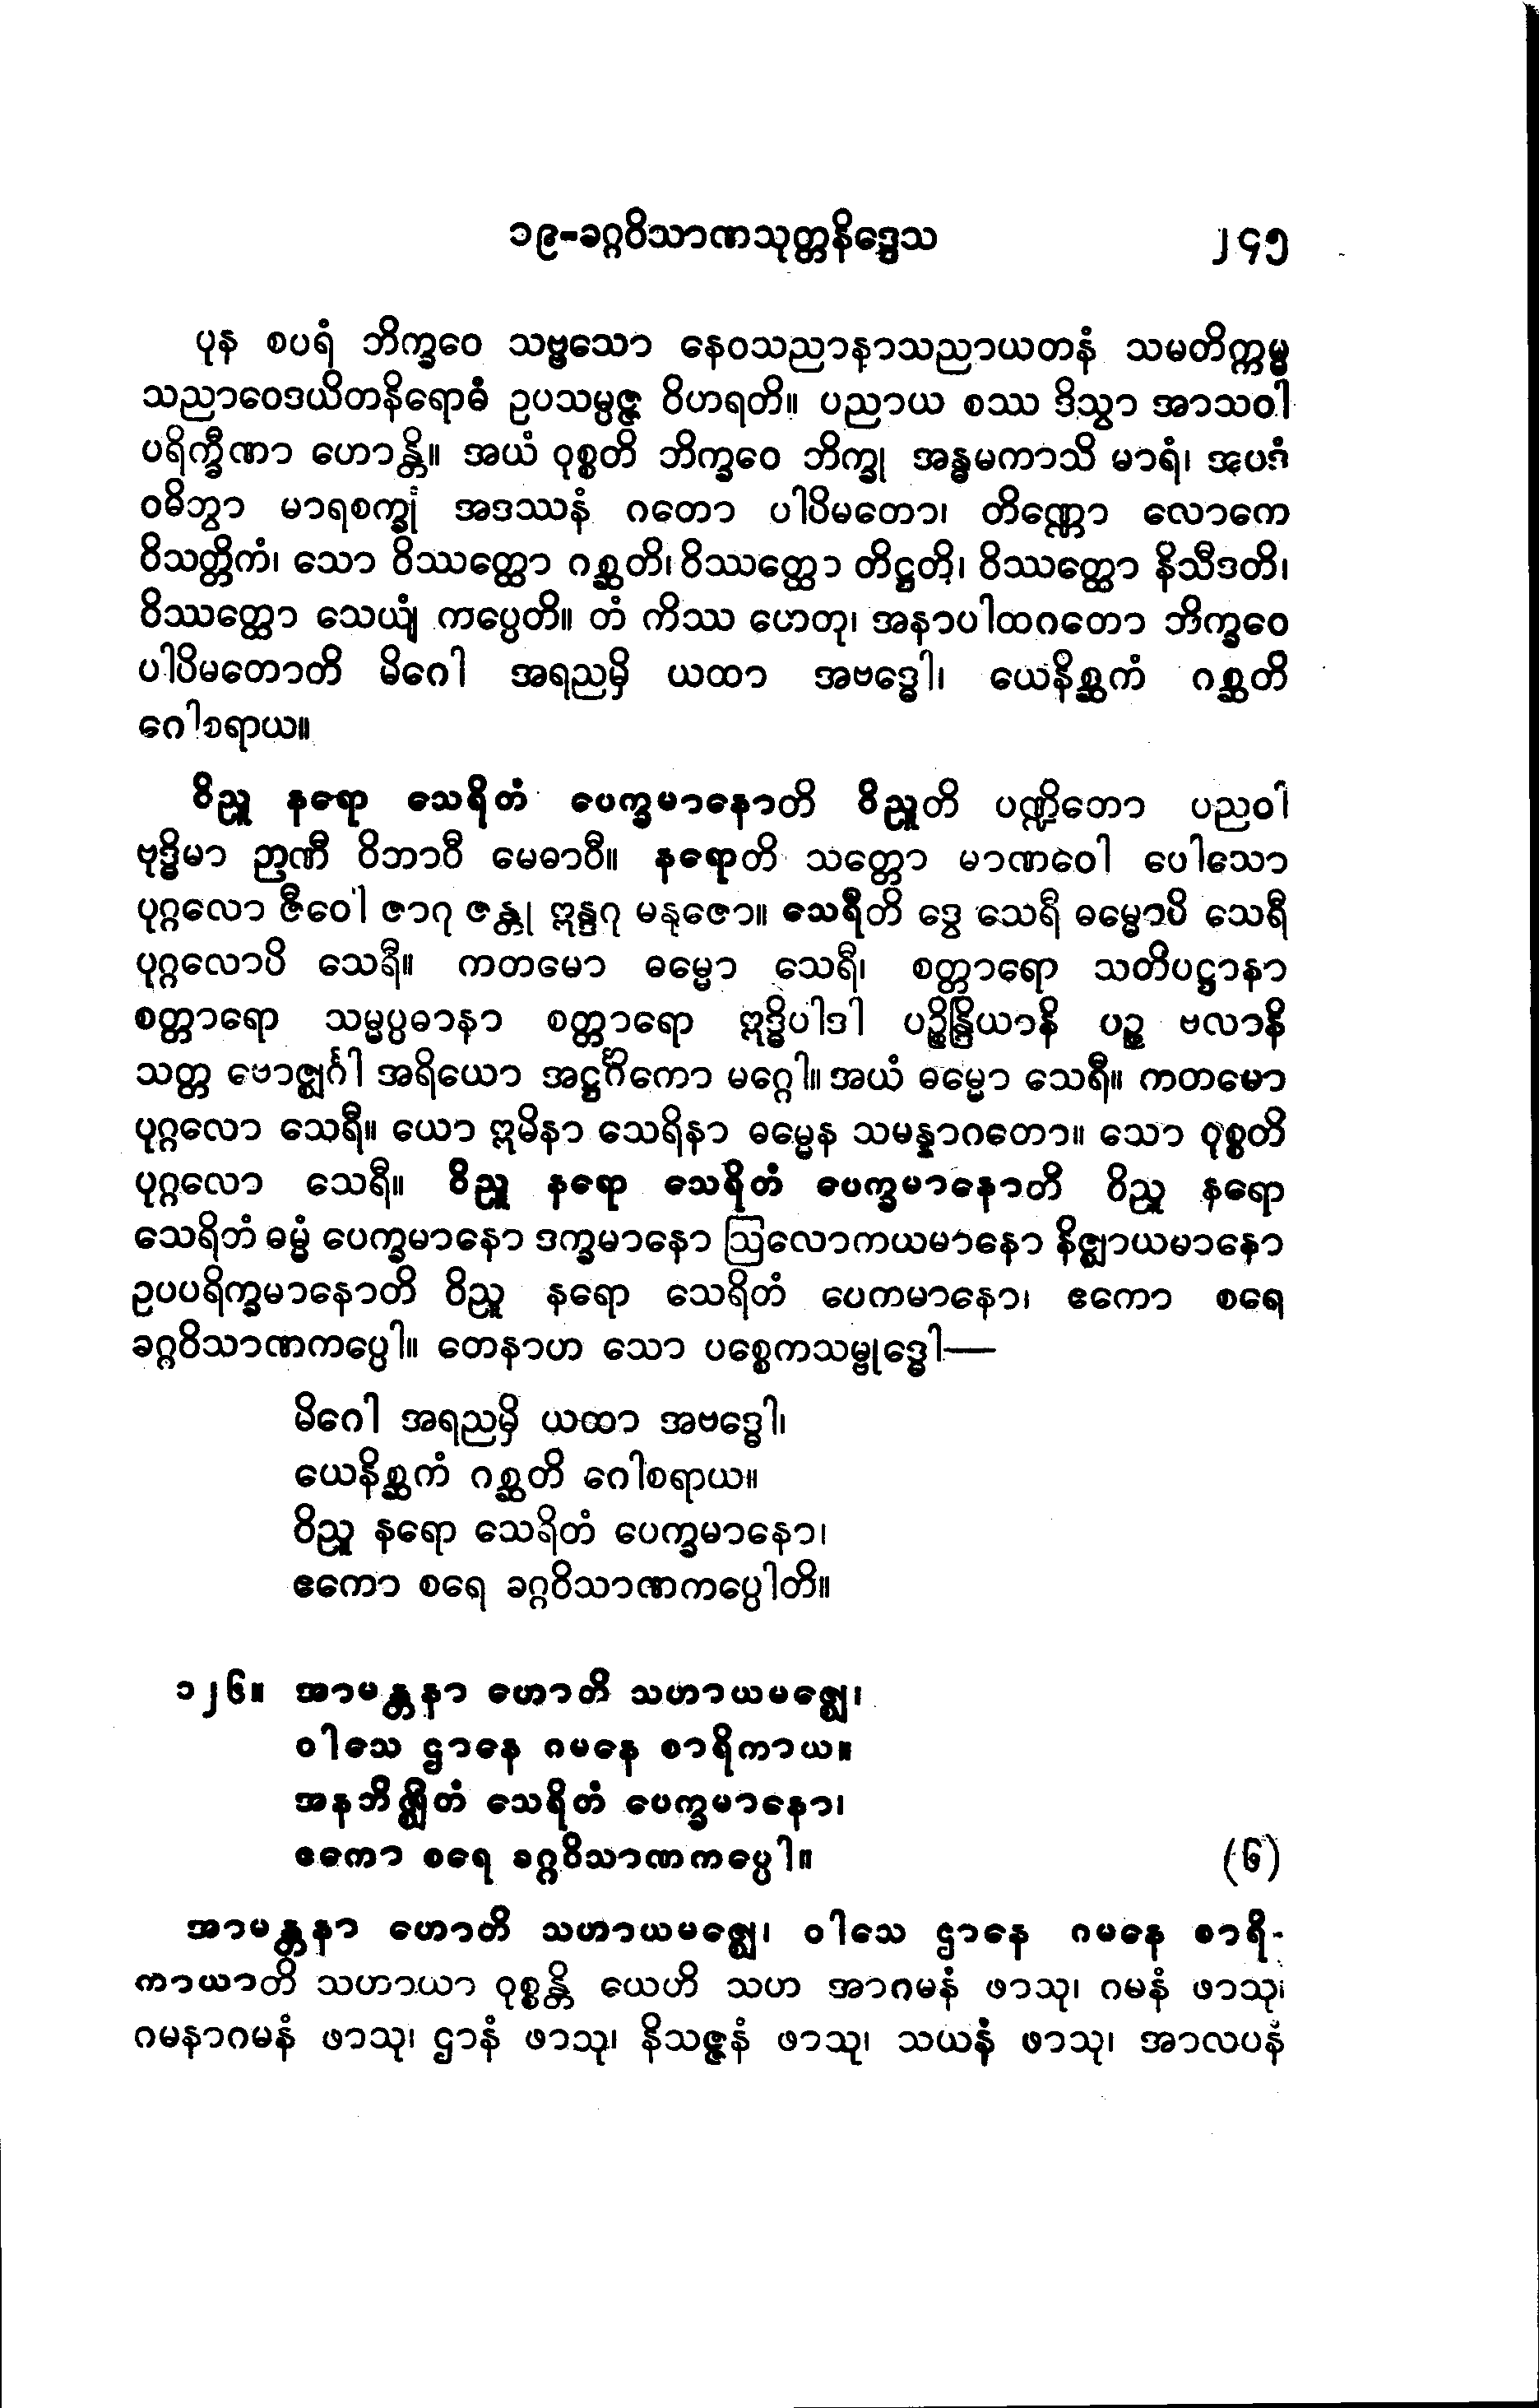 ၁၉-ခဂ္ဂဝိသာဏသုတ္တနိဒ္ဒေသ ၂၄၅
ပုန စပရံ ဘိက္ခဝေ သဗ္ဗသော နေဝသညာနာသညာယတနံ သမတိက္ကမ္မ
သညာဝေဒယိတနိရောဓံ ဥပသမ္ပဇ္ဇ ဝိဟရတိ။ ပညာယ စဿ ဒိသွာ အာသဝါ
ပရိက္ခီဏာ ဟောန္တိ။ အယံ ဝုစ္စတိ ဘိက္ခဝေ ဘိက္ခု အန္ဓမကာသိ မာရံ၊ အပဒံ
ဝဓိတွာ မာရစက္ခုံ အဒဿနံ ဂတော ပါပိမတော၊ တိဏ္ဏော လောကေ
ဝိသတ္တိကံ၊ သော ဝိဿတ္ထော ဂစ္ဆတိ၊ ဝိဿတ္ထော တိဋ္ဌတိ၊ ဝိဿတ္ထော နိသီဒတိ၊
ဝိဿတ္ထော သေယျံ ကပ္ပေတိ။ တံ ကိဿ ဟေတု၊ အနာပါထဂတော ဘိက္ခဝေ
ပါပိမတောတိ မိဂေါ အရညမှိ ယထာ အဗဒ္ဓေါ၊ ယေနိစ္ဆကံ ဂစ္ဆတိ
ဂေါစရာယ။
ဝိညူ နရော သေရိတံ ပေက္ခမာနောတိ ဝိညူတိ ပဏ္ဍိတော ပညဝါ
ဗုဒ္ဓိမာ ဉာဏီ ဝိဘာဝီ မေဓာဝီ။ နရောတိ သတ္တော မာဏဝေါ ပေါသော
ပုဂ္ဂလော ဇီဝေါ ဇာဂု ဇန္တု ဣန္ဒဂု မနုဇော။ သေရီတိ ဒွေ သေရီ ဓမ္မောပိ သေရီ
ပုဂ္ဂလောပိ သေရီ။ ကတမော ဓမ္မော သေရီ၊ စတ္တာရော သတိပဋ္ဌာနာ
စတ္တာရော သမ္မပ္ပဓာနာ စတ္တာရော ဣဒ္ဓိပါဒါ ပဉ္စိန္ဒြိယာနိ ပဉ္စ ဗလာနိ
သတ္တ ဗောဇ္ဈင်္ဂါ အရိယော အဋ္ဌင်္ဂိကော မဂ္ဂေါ။ အယံ ဓမ္မော သေရီ။ ကတမော
ပုဂ္ဂလော သေရီ။ ယော ဣမိနာ သေရိနာ ဓမ္မေန သမန္နာဂတော။ သော ဝုစ္စတိ
ပုဂ္ဂလော သေရီ။ ဝိညူ နရော သေရိတံ ပေက္ခမာနောတိ ဝိညူ နရော
သေရိတံ ဓမ္မံ ပေက္ခမာနော ဒက္ခမာနော ဩလောကယမာနော နိဇ္ဈာယမာနော
ဥပပရိက္ခမာနောတိ ဝိညူ နရော သေရိတံ ပေကမာနော၊ ဧကော စရေ
ခဂ္ဂဝိသာဏကပ္ပေါ။ တေနာဟ သော ပစ္စေကသမ္ဗုဒ္ဓေါ—
မိဂေါ အရညမှိ ယထာ အဗဒ္ဓေါ၊
ယေနိစ္ဆကံ ဂစ္ဆတိ ဂေါစရာယ။
ဝိညူ နရော သေရိတံ ပေက္ခမာနော၊
ဧကော စရေ ခဂ္ဂဝိသာဏကပ္ပေါတိ။
၁၂၆။ အာမန္တနာ ဟောတိ သဟာယမဇ္ဈေ၊
ဝါသေ ဌာနေ ဂမနေ စာရိကာယ။
အနဘိဇ္ဈိတံ သေရိတံ ပေက္ခမာနော၊
ဧကော စရေ ခဂ္ဂဝိသာဏကပ္ပေါ။ (၆)
အာမန္တနာ ဟောတိ သဟာယမဇ္ဈေ၊ ဝါသေ ဌာနေ ဂမနေ စာရိ-
ကာယာတိ သဟာယာ ဝုစ္စန္တိ ယေဟိ သဟ အာဂမနံ ဖာသု၊ ဂမနံ ဖာသု၊
ဂမနာဂမနံ ဖာသု၊ ဌာနံ ဖာသု၊ နိသဇ္ဇနံ ဖာသု၊ သယနံ ဖာသု၊ အာလပနံ